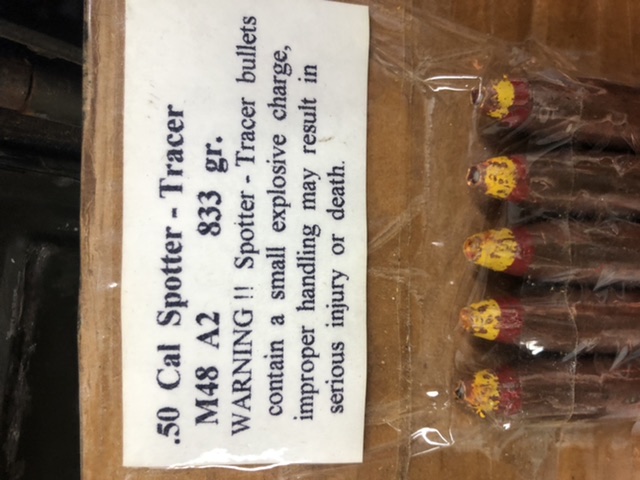 .50 Cal Spotter - Tracer
M48 A2 833 gr.
WARNING!! Spotter - Tracer bullets
contain a small explosive charge,
improper handling may result in
serious injury or death.